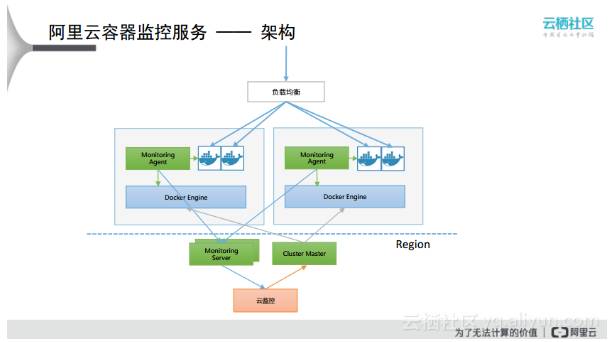 阿里云容器监控服务 —— 架构
云栖社区
负载均衡
Monitoring
Agent
Docker Engine
Monitoring
Agent
Docker Engine
Region
Monitoring
Server
Cluster Master
云监控
云栖社区 yq.aliyun.com
为了无法计算的价值 | 阿里云